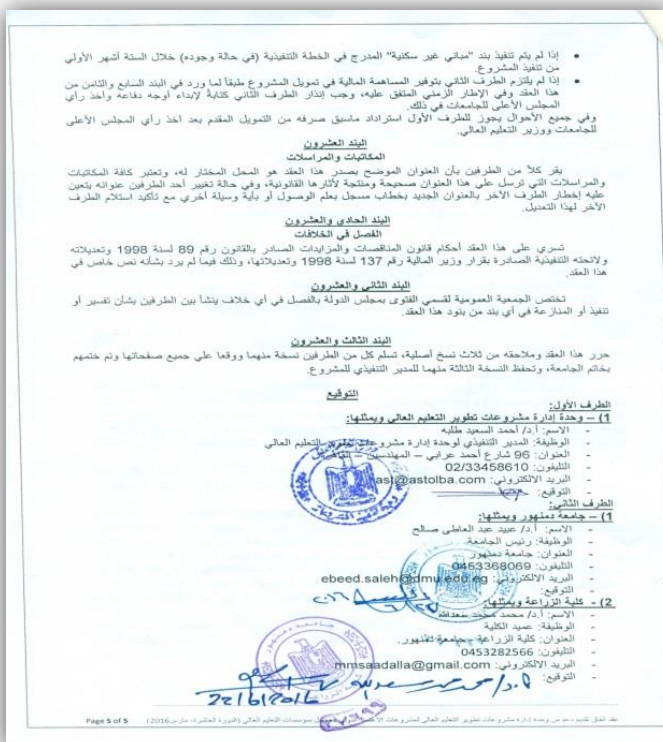 • إذا لم يتم تنفيذ بند "مباني غير سكنية" المدرج في الخطة التنفيذية (في حالة وجوده) خلال الستة أشهر الأولي
من تنفيذ المشروع.
• إذا لم يلتزم الطرف الثاني بتوفير المساهمة المالية في تمويل المشروع طبقاً لما ورد في البند السابع والثامن من
هذا العقد وفي الإطار الزمني المتفق عليه، وجب إنذار الطرف الثاني كتابةً لإبداء أوجه دفاعه وأخذ رأي
المجلس الأعلى للجامعات في ذلك.
وفي جميع الأحوال يجوز للطرف الأول استرداد ماسبق صرفه من التمويل المقدم بعد اخذ رأي المجلس الأعلى
للجامعات ووزير التعليم العالي.
البند العشرون
المكاتبات والمراسلات
يقر كلاً من الطرفين بأن العنوان الموضح بصدر هذا العقد هو المحل المختار له، وتعتبر كافة المكاتبات
والمراسلات التي ترسل علي هذا العنوان صحيحة ومنتجة لأثارها القانونية، وفي حالة تغيير أحد الطرفين عنوانه يتعين
عليه إخطار الطرف الآخر بالعنوان الجديد بخطاب مسجل بعلم الوصول أو بأية وسيلة أخري مع تأكيد استلام الطرف
الآخر لهذا التعديل.
البند الحادى والعشرون
الفصل في الخلافات
تسري على هذا العقد أحكام قانون المناقصات والمزايدات الصادر بالقانون رقم 89 لسنة 1998 وتعديلاته
ولائحته التنفيذية الصادرة بقرار وزير المالية رقم 137 لسنة 1998 وتعديلاتها، وذلك فيما لم يرد بشأنه نص خاص في
هذا العقد.
البند الثاني والعشرون
تختص الجمعية العمومية لقسمي الفتوى بمجلس الدولة بالفصل في أي خلاف ينشأ بين الطرفين بشأن تفسير أو
تنفيذ أو المنازعة في أي بند من بنود هذا العقد.
البند الثالث والعشرون
حرر هذا العقد وملاحقه من ثلاث نسخ أصلية، تسلم كل من الطرفين نسخة منهما ووقعا علي جميع صفحاتها وتم ختمهم
بخاتم الجامعة، وتحفظ النسخة الثالثة منهما للمدير التنفيذي للمشروع.
التوقيع
الطرف الأول:
1) – وحدة إدارة مشروعات تطوير التعليم العالي ويمثلها:
- الاسم: أ.د/ أحمد السعيد طلبه
- الوظيفة: المدير التنفيذي لوحدة إدارة مشروعات تطوير التعليم العالي
- العنوان: 96 شارع أحمد عرابي – المهندسين –
- التليفون: 02/33458610
- البريد الالكتروني: ast@astolba.com
- التوقيع:
الطرف الثاني:
1) – جامعة دمنهور ويمثلها:
- الاسم: أ.د/ عبيد عبد العاطي صالح
- الوظيفة: رئيس الجامعة.
- العنوان: جامعة دمنهور
- التليفون: 0453368069
- البريد الالكتروني: ebeed.saleh@dmu.edu.eg
- التوقيع:
2) - كلية الزراعة ويمثلها:
- الاسم: أ.د/ محمد محمد سعدالله
- الوظيفة: عميد الكلية
- العنوان: كلية الزراعة – جامعة دمنهور.
- التليفون: 0453282566
- البريد الالكتروني: mmsaadalla@gmail.com
- التوقيع: أ.د/ محمد محمد سعدالله
22/6/2016
Page 5 of 5